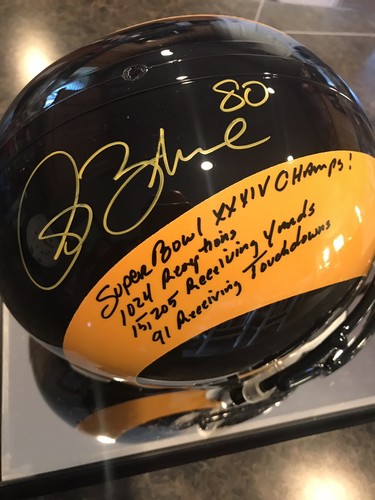 80
Super Bowl XXXIV CHAmps!
1024 Receptions
15,205 Receiving Yards
91 Receiving Touchdowns